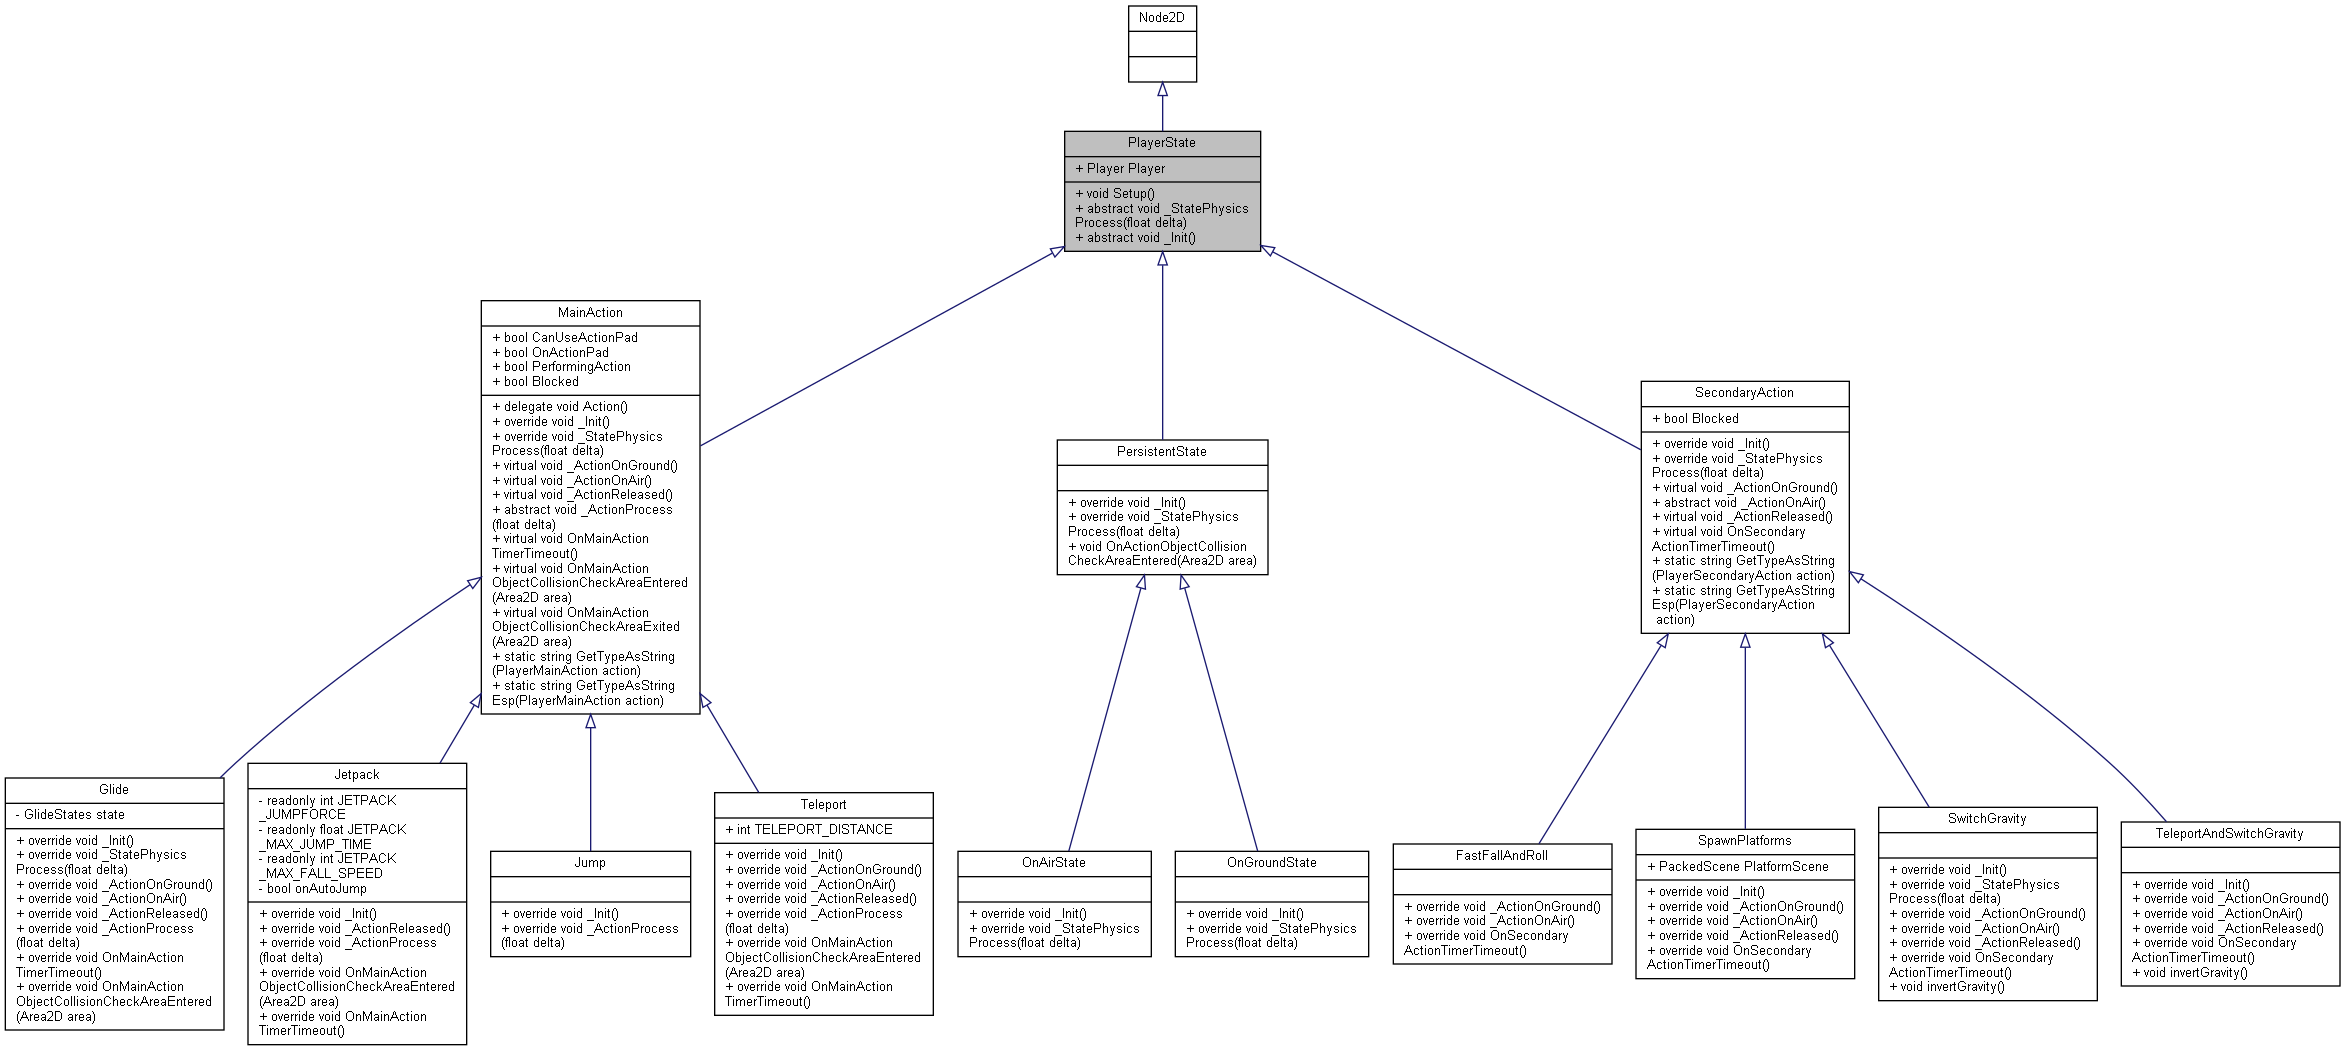 Node2D
PlayerState
+ Player Player
+ void Setup()
+ abstract void _StatePhysics
Process(float delta)
+ abstract void _Init()
MainAction
+ bool CanUseActionPad
+ bool OnActionPad
+ bool PerformingAction
+ bool Blocked
+ delegate void Action()
+ override void _Init()
+ override void _StatePhysics
Process(float delta)
+ virtual void _ActionOnGround()
+ virtual void _ActionOnAir()
+ virtual void _ActionReleased()
+ abstract void _ActionProcess
(float delta)
+ virtual void OnMainAction
TimerTimeout()
+ virtual void OnMainAction
ObjectCollisionCheckAreaEntered
(Area2D area)
+ virtual void OnMainAction
ObjectCollisionCheckAreaExited
(Area2D area)
+ static string GetTypeAsString
(PlayerMainAction action)
+ static string GetTypeAsString
Esp(PlayerMainAction action)
PersistentState
+ override void _Init()
+ override void _StatePhysics
Process(float delta)
+ void OnActionObjectCollision
CheckAreaEntered(Area2D area)
SecondaryAction
+ bool Blocked
+ override void _Init()
+ override void _StatePhysics
Process(float delta)
+ virtual void _ActionOnGround()
+ abstract void _ActionOnAir()
+ virtual void _ActionReleased()
+ virtual void OnSecondary
ActionTimerTimeout()
+ static string GetTypeAsString
(PlayerSecondaryAction action)
+ static string GetTypeAsString
Esp(PlayerSecondaryAction
action)
Glide
- GlideStates state
+ override void _Init()
+ override void _StatePhysics
Process(float delta)
+ override void _ActionOnGround()
+ override void _ActionOnAir()
+ override void _ActionReleased()
+ override void _ActionProcess
(float delta)
+ override void OnMainAction
TimerTimeout()
+ override void OnMainAction
ObjectCollisionCheckAreaEntered
(Area2D area)
Jetpack
- readonly int JETPACK
_JUMPFORCE
- readonly float JETPACK
_MAX_JUMP_TIME
- readonly int JETPACK
_MAX_FALL_SPEED
- bool onAutoJump
+ override void _Init()
+ override void _ActionReleased()
+ override void _ActionProcess
(float delta)
+ override void OnMainAction
ObjectCollisionCheckAreaEntered
(Area2D area)
+ override void OnMainAction
TimerTimeout()
Jump
+ override void _Init()
+ override void _ActionProcess
(float delta)
Teleport
+ int TELEPORT_DISTANCE
+ override void _Init()
+ override void _ActionOnGround()
+ override void _ActionOnAir()
+ override void _ActionReleased()
+ override void _ActionProcess
(float delta)
+ override void OnMainAction
ObjectCollisionCheckAreaEntered
(Area2D area)
+ override void OnMainAction
TimerTimeout()
OnAirState
+ override void _Init()
+ override void _StatePhysics
Process(float delta)
OnGroundState
+ override void _Init()
+ override void _StatePhysics
Process(float delta)
FastFallAndRoll
+ override void _ActionOnGround()
+ override void _ActionOnAir()
+ override void OnSecondary
ActionTimerTimeout()
SpawnPlatforms
+ PackedScene PlatformScene
+ override void _Init()
+ override void _ActionOnGround()
+ override void _ActionOnAir()
+ override void _ActionReleased()
+ override void OnSecondary
ActionTimerTimeout()
SwitchGravity
+ override void _Init()
+ override void _StatePhysics
Process(float delta)
+ override void _ActionOnGround()
+ override void _ActionOnAir()
+ override void _ActionReleased()
+ override void OnSecondary
ActionTimerTimeout()
+ void invertGravity()
TeleportAndSwitchGravity
+ override void _Init()
+ override void _ActionOnGround()
+ override void _ActionOnAir()
+ override void _ActionReleased()
+ override void OnSecondary
ActionTimerTimeout()
+ void invertGravity()